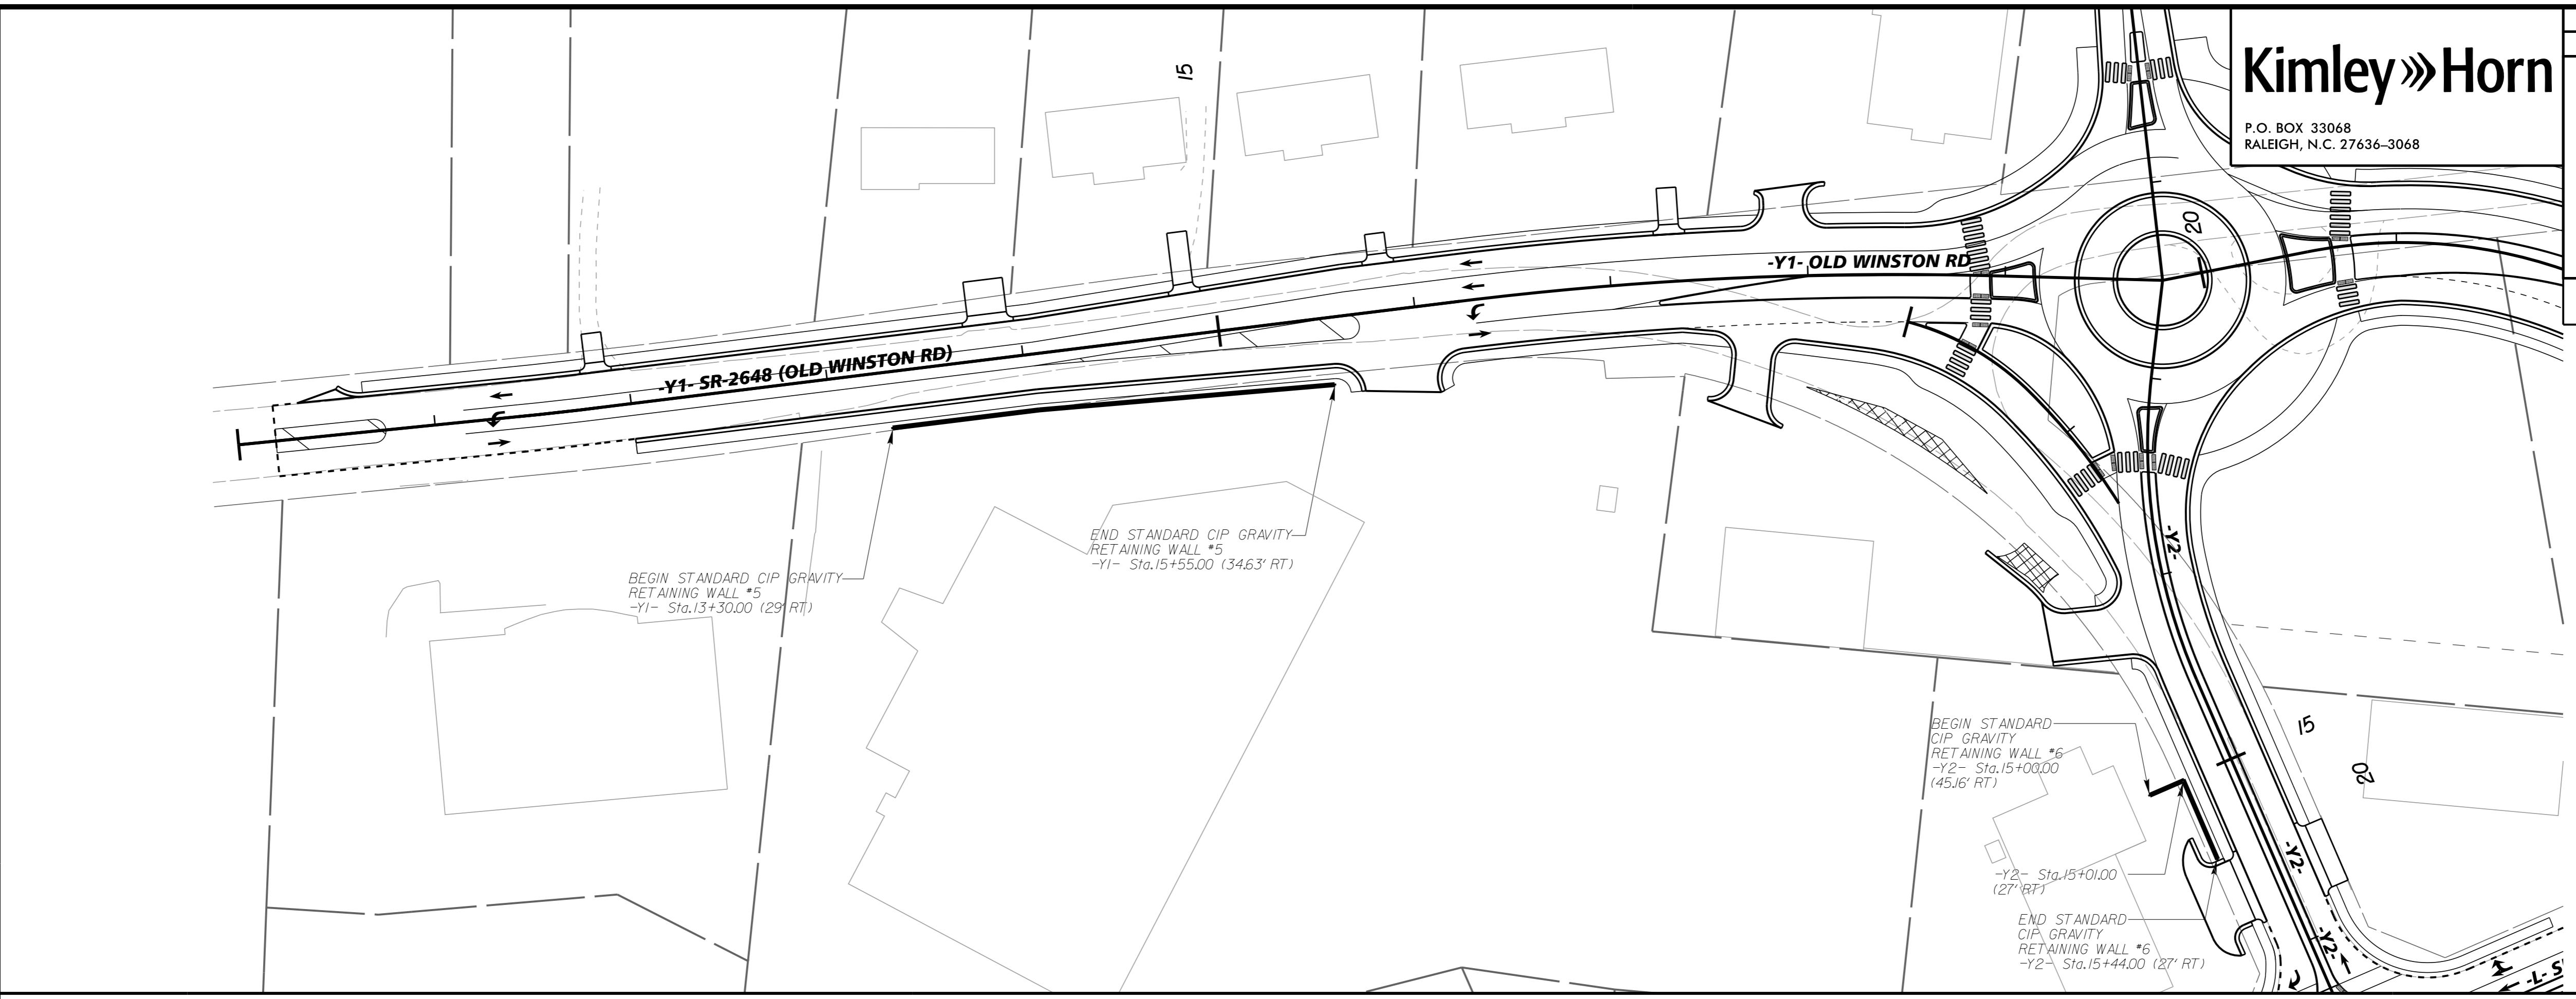 Kimley»Horn
P.O. BOX 33068
RALEIGH, N.C. 27636–3068
15
20
-Y1- OLD WINSTON RD
-Y1- SR-2648 (OLD WINSTON RD)
END STANDARD CIP GRAVITY
RETAINING WALL #5
-Y1- Sta.15+55.00 (34.63' RT)
BEGIN STANDARD CIP GRAVITY
RETAINING WALL #5
-Y1- Sta.13+30.00 (29' RT)
-Y2-
BEGIN STANDARD
CIP GRAVITY
RETAINING WALL #6
-Y2- Sta.15+00.00
(45.16' RT)
15
20
-Y2- Sta.15+01.00
(27' RT)
-Y2-
END STANDARD
CIP GRAVITY
RETAINING WALL #6
-Y2- Sta.15+44.00 (27' RT)
-Y2-
-L- S